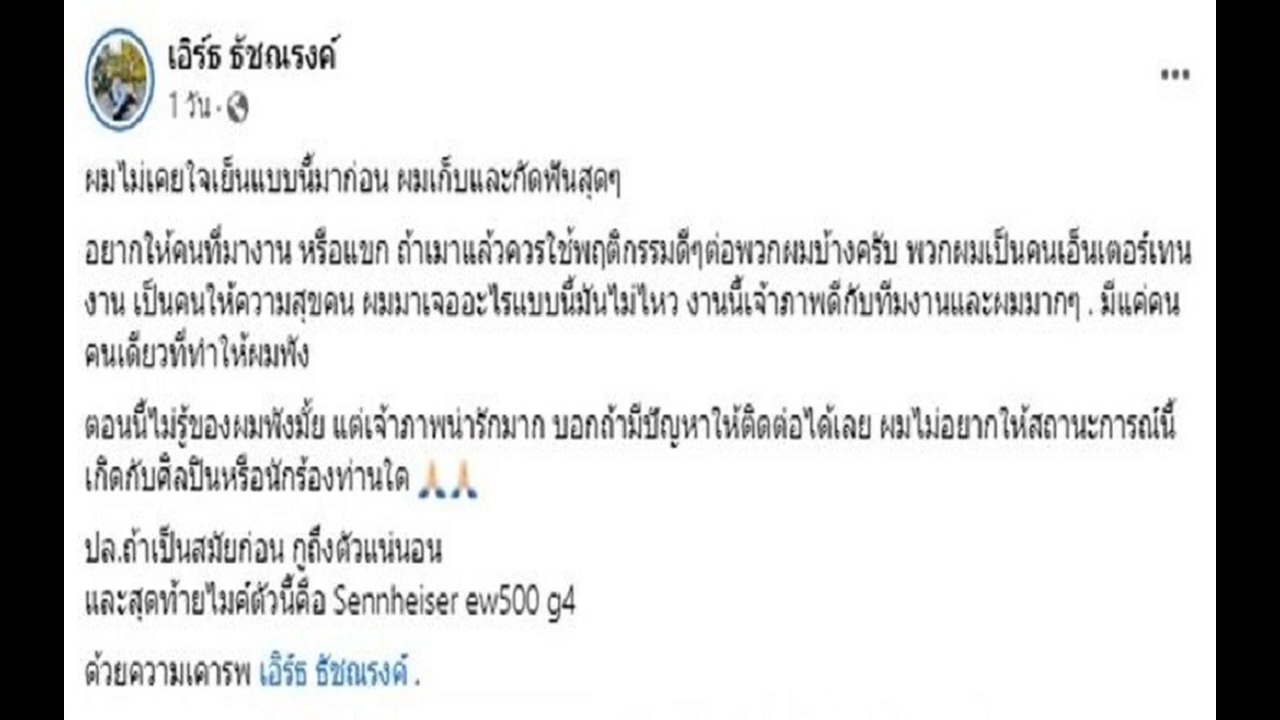 เอิร์ธ ธัชณรงค์
1 วัน ·
ผมไม่เคยใจเย็นแบบนี้มาก่อน ผมเก็บและกัดฟันสุดๆ
อยากให้คนที่มางาน หรือแขก ถ้าเมาแล้วควรใช้พฤติกรรมดีๆต่อพวกผมบ้างครับ พวกผมเป็นคนเอ็นเตอร์เทน
งาน เป็นคนให้ความสุขคน ผมมาเจออะไรแบบนี้มันไม่ไหว งานนี้เจ้าภาพดีกับทีมงานและผมมากๆ . มีแค่คน
คนเดียวที่ทำให้ผมพัง
ตอนนี้ไม่รู้ของผมพังมั้ย แต่เจ้าภาพน่ารักมาก บอกถ้ามีปัญหาให้ติดต่อได้เลย ผมไม่อยากให้สถานะการณ์นี้
เกิดกับศิลปินหรือนักร้องท่านใด 🙏🏻🙏🏻
ปล.ถ้าเป็นสมัยก่อน กูถึงตัวแน่นอน
และสุดท้ายไมค์ตัวนี้คือ Sennheiser ew500 g4
ด้วยความเคารพ เอิร์ธ ธัชณรงค์ .